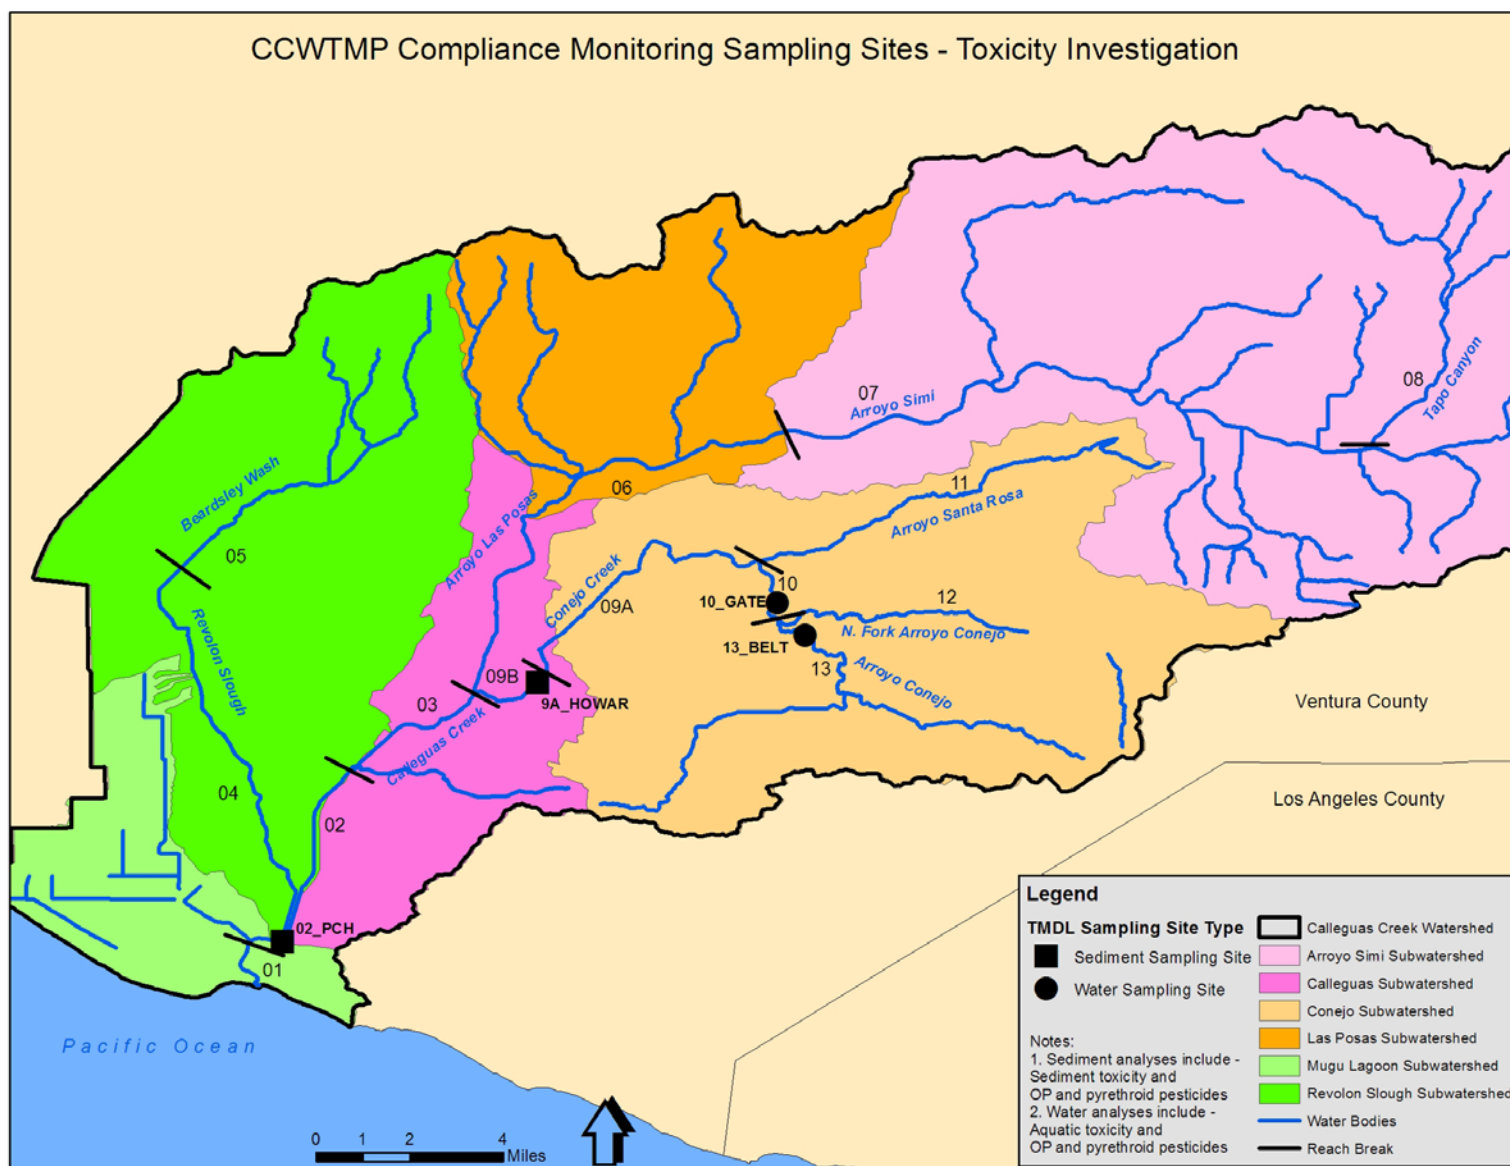 CCWTMP Compliance Monitoring Sampling Sites - Toxicity Investigation
08
Tapo Canyon
07
Arroyo Simi
11
Arroyo Santa Rosa
06
Beardsley Wash
05
Arroyo Las Posas
Conejo Creek
09A
10
10_GATE
12
N. Fork Arroyo Conejo
13_BELT
13
Arroyo Conejo
Revolon Slough
09B
9A_HOWAR
03
Calleguas Creek
Ventura County
04
02
Los Angeles County
02_PCH
01
Pacific Ocean
0 1 2 4
Miles
Legend
TMDL Sampling Site Type
Sediment Sampling Site
Water Sampling Site
Notes:
1. Sediment analyses include -
Sediment toxicity and
OP and pyrethroid pesticides
2. Water analyses include -
Aquatic toxicity and
OP and pyrethroid pesticides
Calleguas Creek Watershed
Arroyo Simi Subwatershed
Calleguas Subwatershed
Conejo Subwatershed
Las Posas Subwatershed
Mugu Lagoon Subwatershed
Revolon Slough Subwatershed
Water Bodies
Reach Break